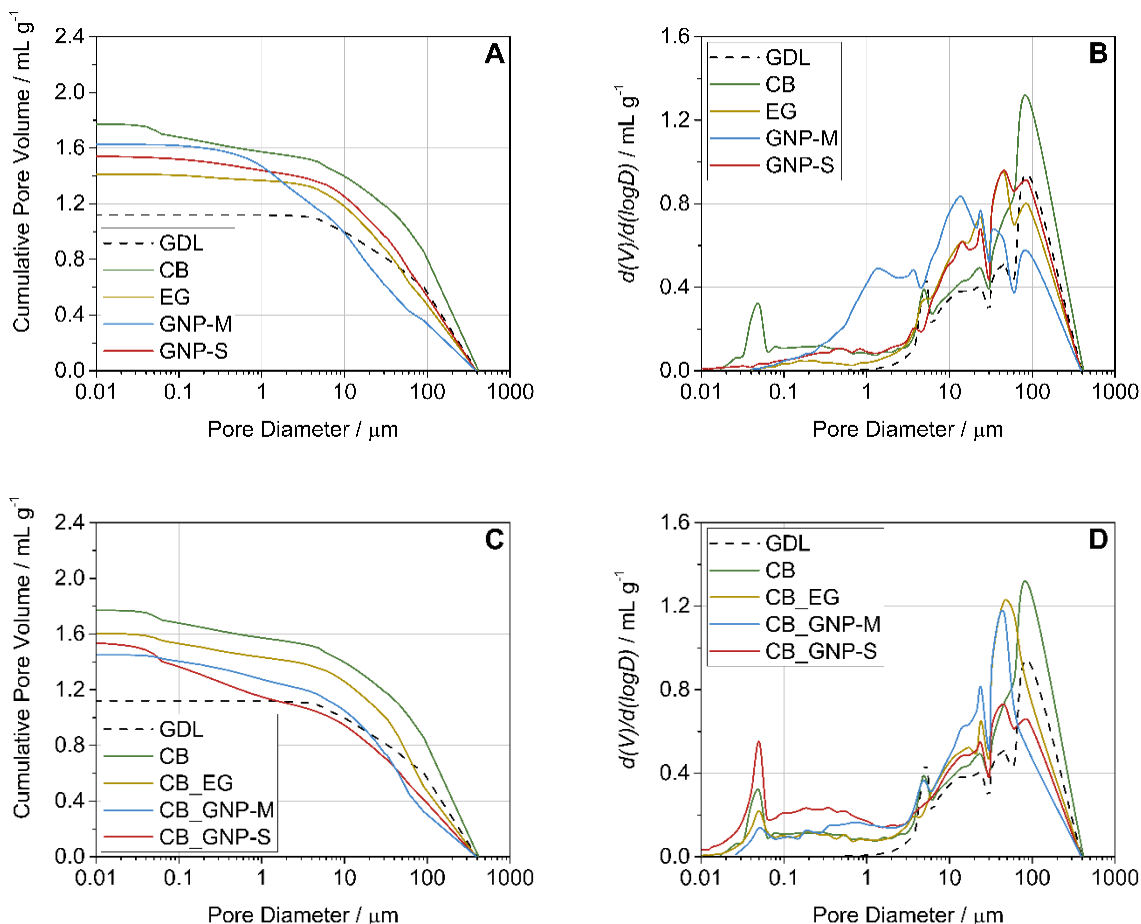 A
Cumulative Pore Volume / mL g⁻¹
2.4
2.0
1.6
1.2
0.8
0.4
0.0
GDL
CB
EG
GNP-M
GNP-S
0.01 0.1 1 10 100 1000
Pore Diameter / μm
B
d(V)/d(logD) / mL g⁻¹
1.6
1.2
0.8
0.4
0.0
GDL
CB
EG
GNP-M
GNP-S
0.01 0.1 1 10 100 1000
Pore Diameter / μm
C
Cumulative Pore Volume / mL g⁻¹
2.4
2.0
1.6
1.2
0.8
0.4
0.0
GDL
CB
CB_EG
CB_GNP-M
CB_GNP-S
0.01 0.1 1 10 100 1000
Pore Diameter / μm
D
d(V)/d(logD) / mL g⁻¹
1.6
1.2
0.8
0.4
0.0
GDL
CB
CB_EG
CB_GNP-M
CB_GNP-S
0.01 0.1 1 10 100 1000
Pore Diameter / μm